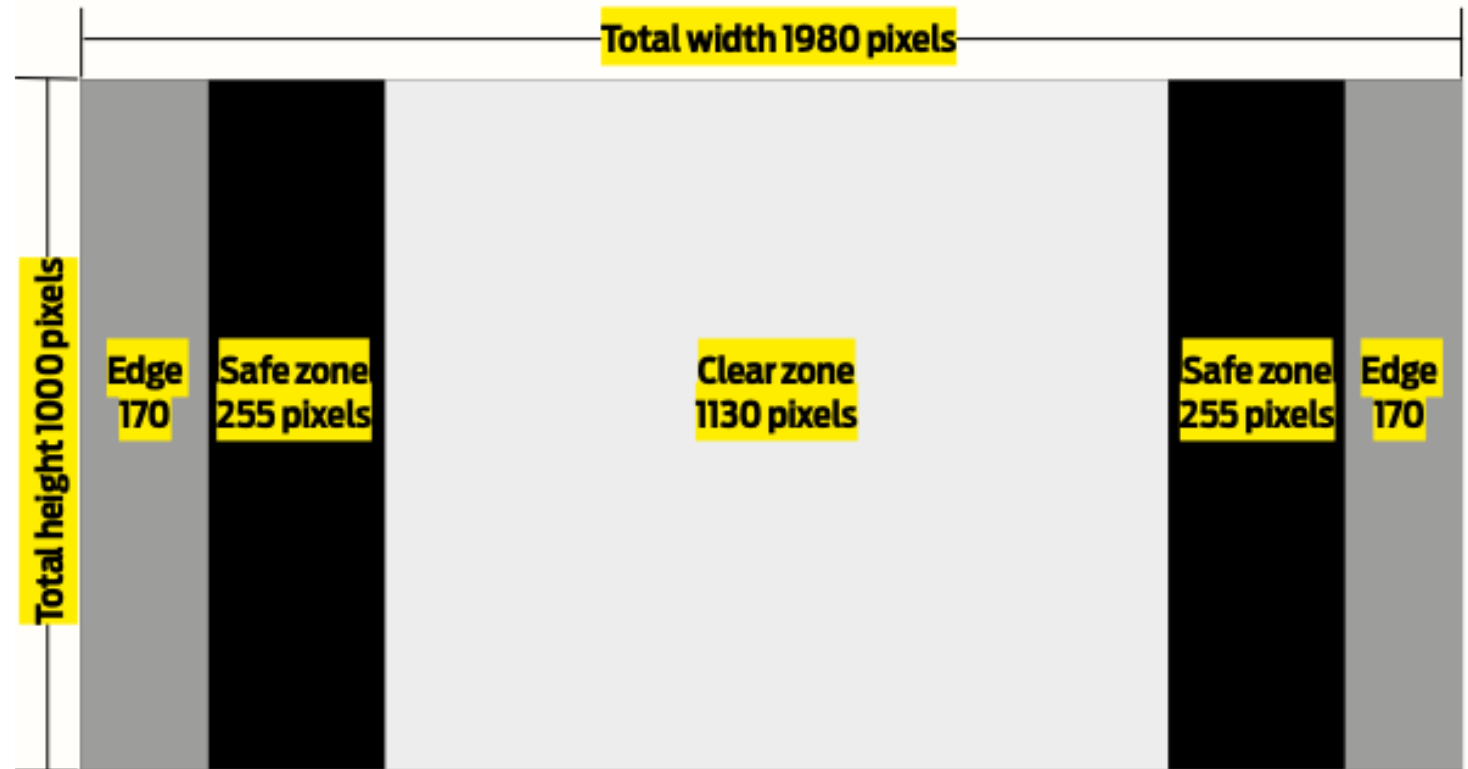 Total width 1980 pixels
Total height 1000 pixels
Edge
170
Safe zone
255 pixels
Clear zone
1130 pixels
Safe zone
255 pixels
Edge
170